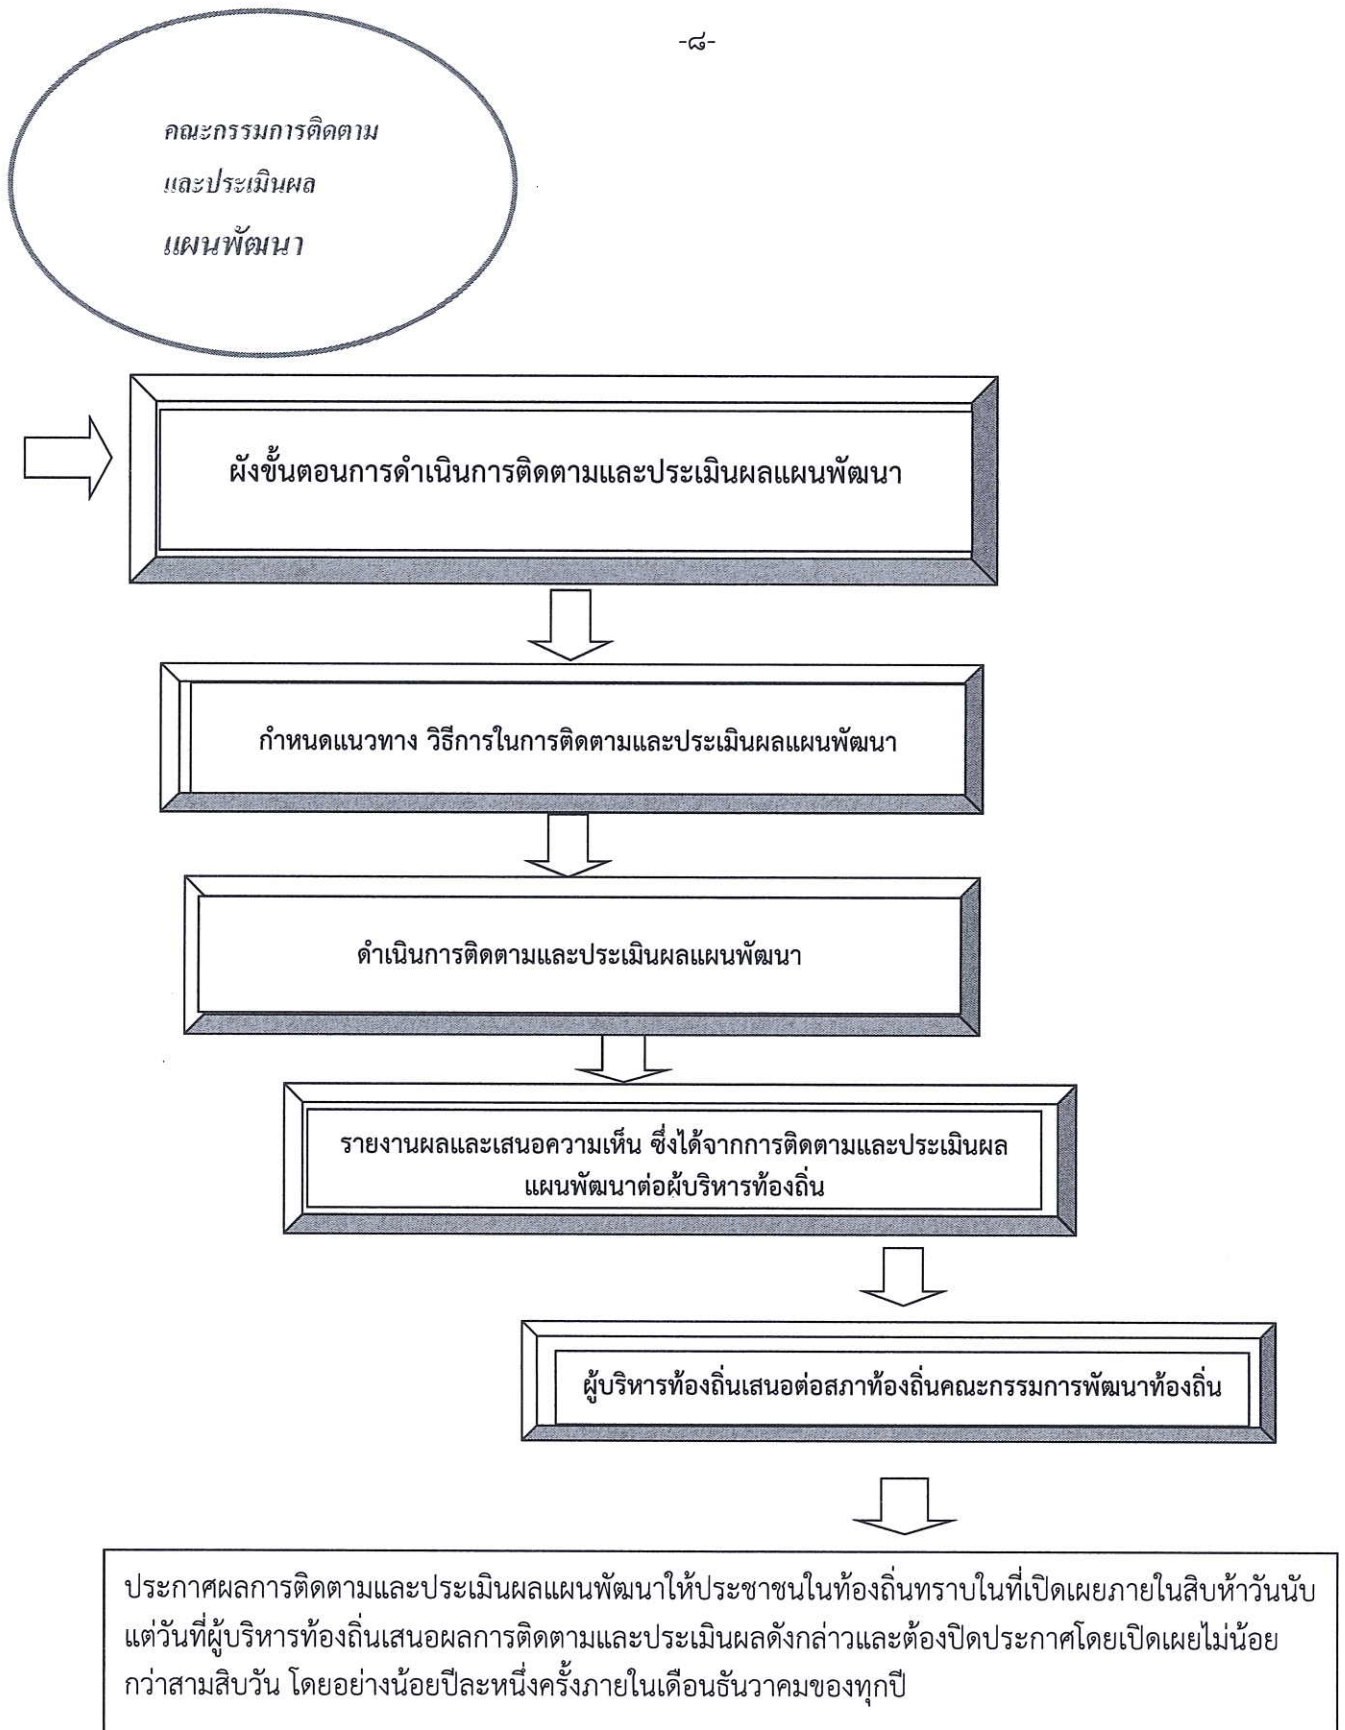 -๘-
คณะกรรมการติดตาม
และประเมินผล
แผนพัฒนา
ผังขั้นตอนการดำเนินการติดตามและประเมินผลแผนพัฒนา
กำหนดแนวทาง วิธีการในการติดตามและประเมินผลแผนพัฒนา
ดำเนินการติดตามและประเมินผลแผนพัฒนา
รายงานผลและเสนอความเห็น ซึ่งได้จากการติดตามและประเมินผล
แผนพัฒนาต่อผู้บริหารท้องถิ่น
ผู้บริหารท้องถิ่นเสนอต่อสภาท้องถิ่นคณะกรรมการพัฒนาท้องถิ่น
ประกาศผลการติดตามและประเมินผลแผนพัฒนาให้ประชาชนในท้องถิ่นทราบในที่เปิดเผยภายในสิบห้าวันนับ
แต่วันที่ผู้บริหารท้องถิ่นเสนอผลการติดตามและประเมินผลดังกล่าวและต้องปิดประกาศโดยเปิดเผยไม่น้อย
กว่าสามสิบวัน โดยอย่างน้อยปีละหนึ่งครั้งภายในเดือนธันวาคมของทุกปี